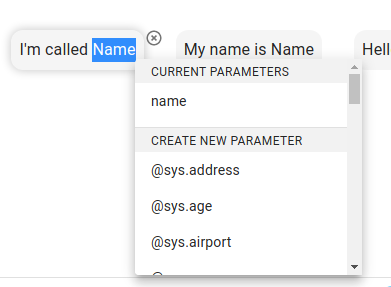 I'm called Name
My name is Name
Hell
CURRENT PARAMETERS
name
CREATE NEW PARAMETER
@sys.address
@sys.age
@sys.airport